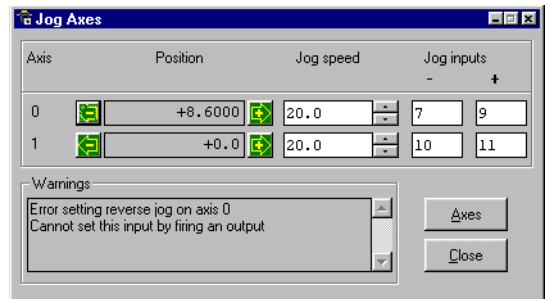 Jog Axes
Axis Position Jog speed Jog inputs
- +
0 +8.6000 20.0 7 9
1 +0.0 20.0 10 11
Warnings
Error setting reverse jog on axis 0
Cannot set this input by firing an output
Axes
Close